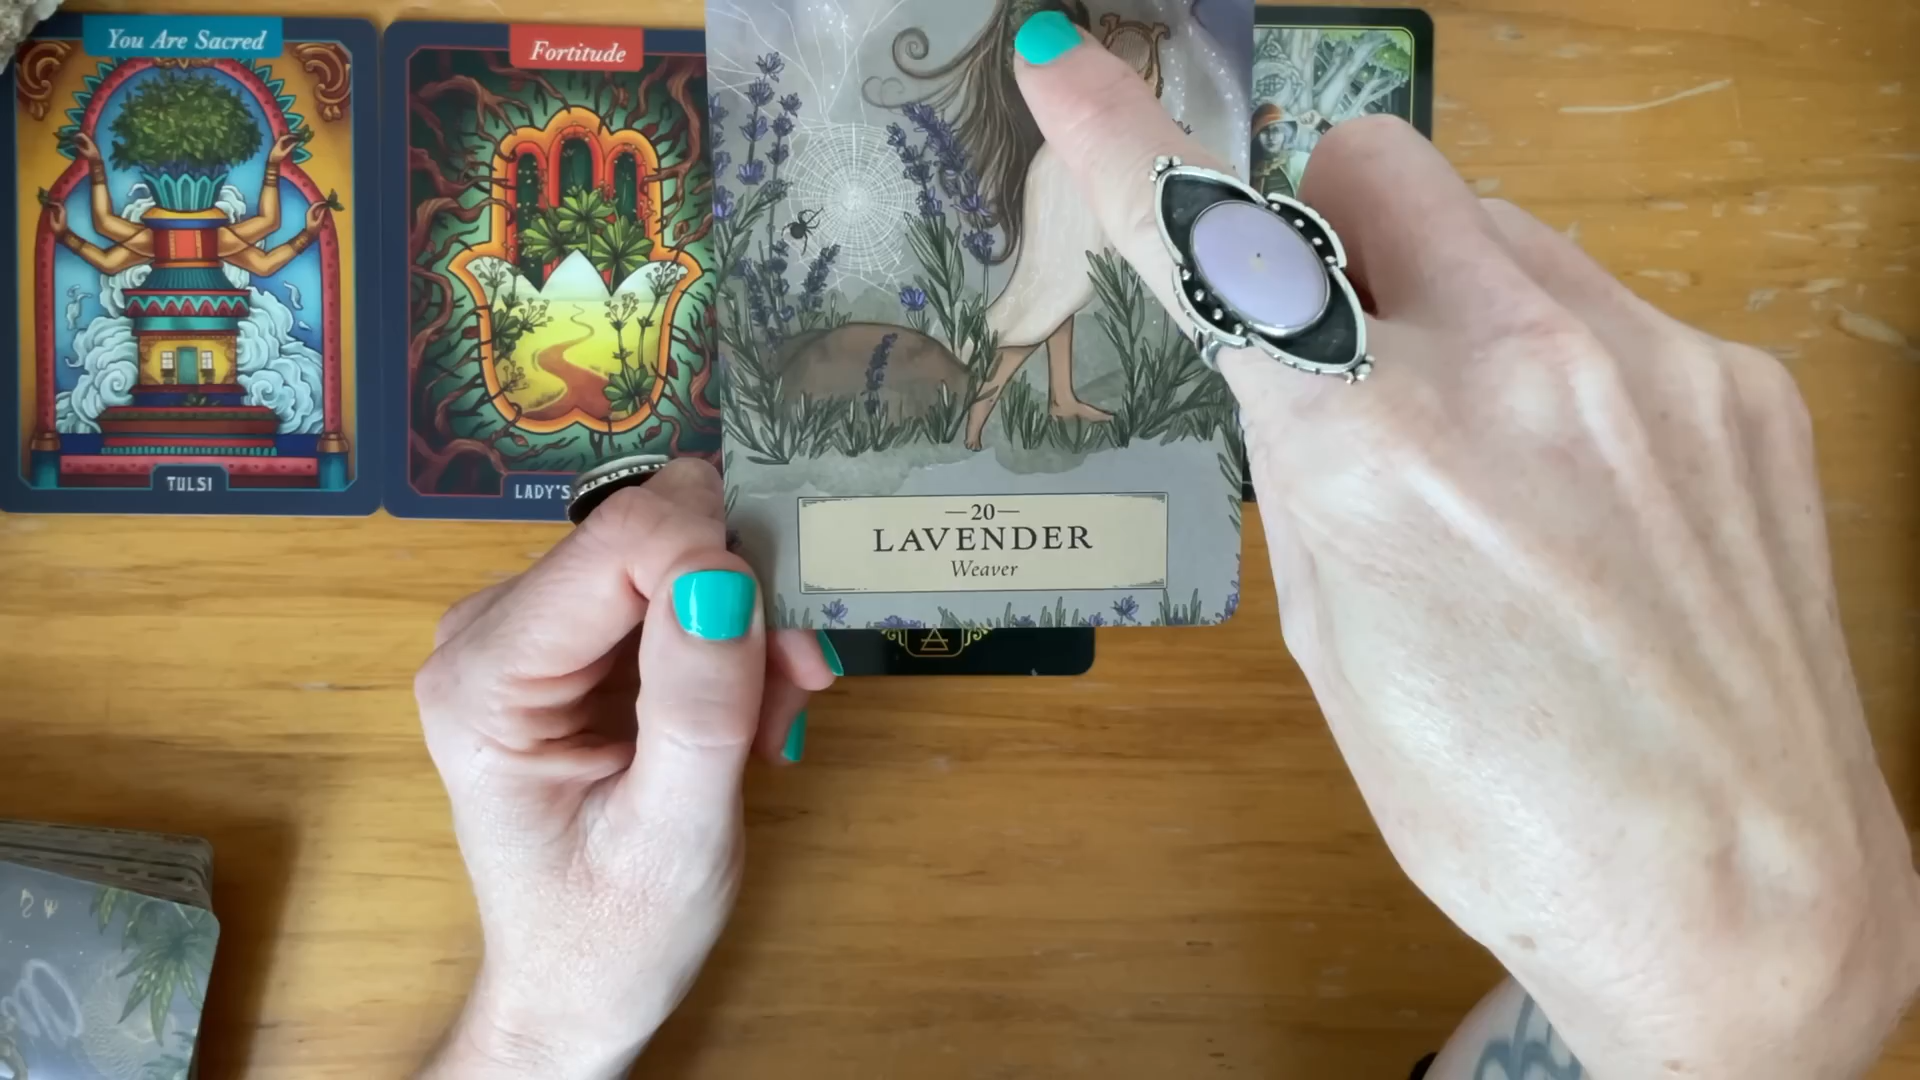 You Are Sacred
TULSI
Fortitude
LADY'S
—20—
LAVENDER
Weaver